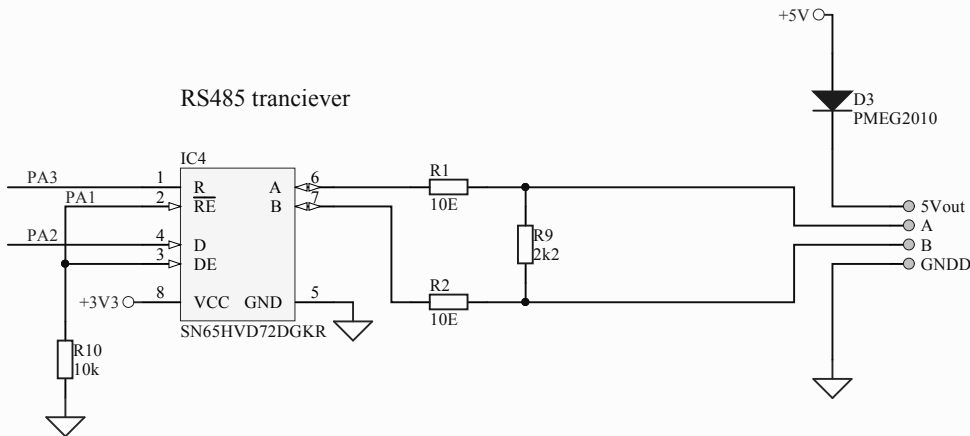 +5V
RS485 tranciever
D3
PMEG2010
IC4
R1
10E
PA3 1 R A 6
PA1 2 RE B 7
5Vout
A
PA2 4 D
R9
2k2
B
3 DE
GNDD
R2
10E
+3V3 8 VCC GND 5
SN65HVD72DGKR
R10
10k